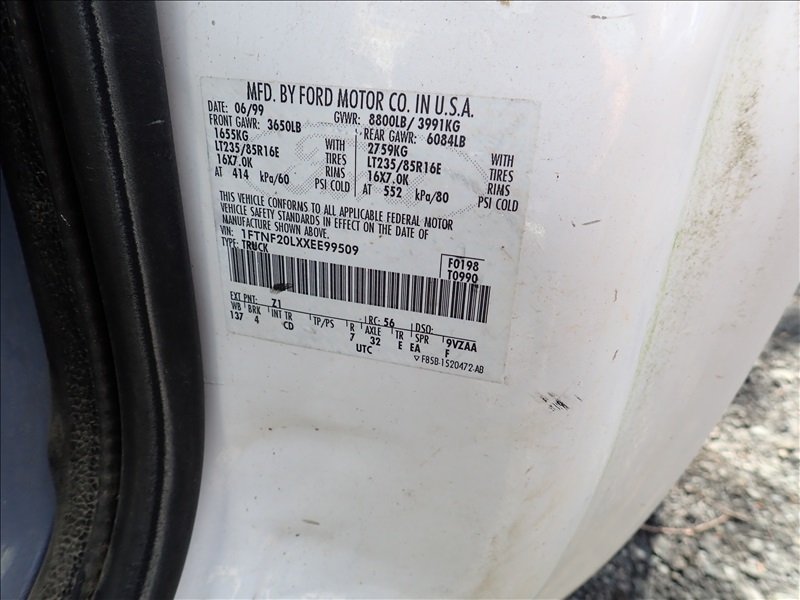 MFD. BY FORD MOTOR CO. IN U.S.A.
DATE: 06/99 GVWR: 8800LB/ 3991KG
FRONT GAWR: 3650LB REAR GAWR: 6084LB
1655KG WITH 2759KG WITH
LT235/85R16E TIRES LT235/85R16E TIRES
16X7.0K RIMS 16X7.0K RIMS
AT 414 kPa/60 PSI COLD AT 552 kPa/80 PSI COLD
THIS VEHICLE CONFORMS TO ALL APPLICABLE FEDERAL MOTOR
VEHICLE SAFETY STANDARDS IN EFFECT ON THE DATE OF
MANUFACTURE SHOWN ABOVE.
VIN: 1FTNF20LXXEE99509
TYPE: TRUCK
F0198
T0990
EXT PNT: Z1 RC: 56 DSO:
WB BRK INT TR TP/PS R AXLE TR SPR 9VZAA
137 4 CD 7 32 E EA F
UTC
▽ F85B-1520472-AB